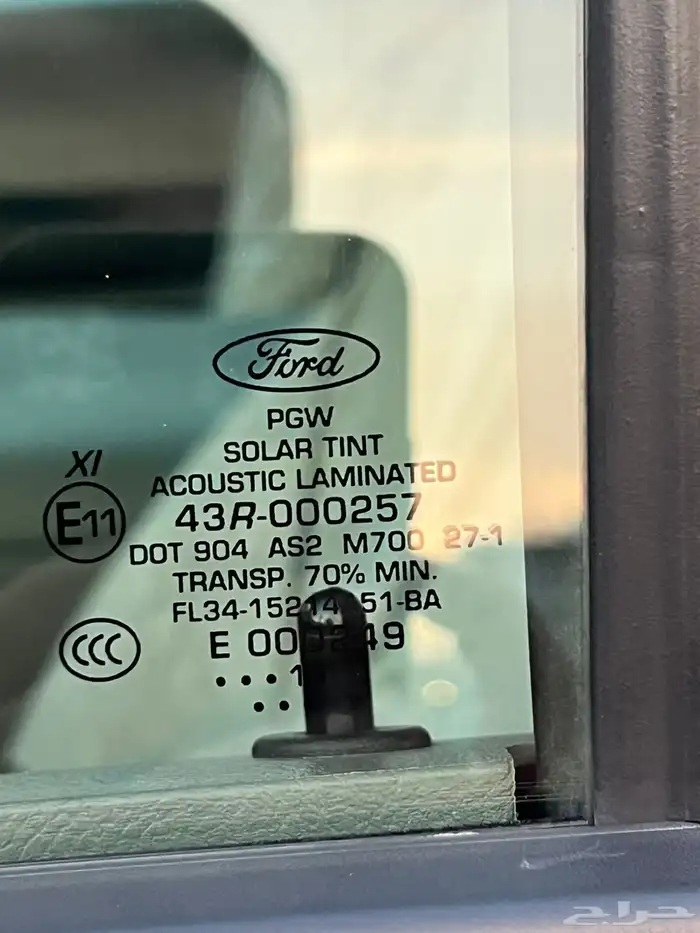 Ford
PGW
SOLAR TINT
ACOUSTIC LAMINATED
XI
E11
43R-000257
DOT 904 AS2 M700 27-1
TRANSP. 70% MIN.
CCC
E 49
حراج